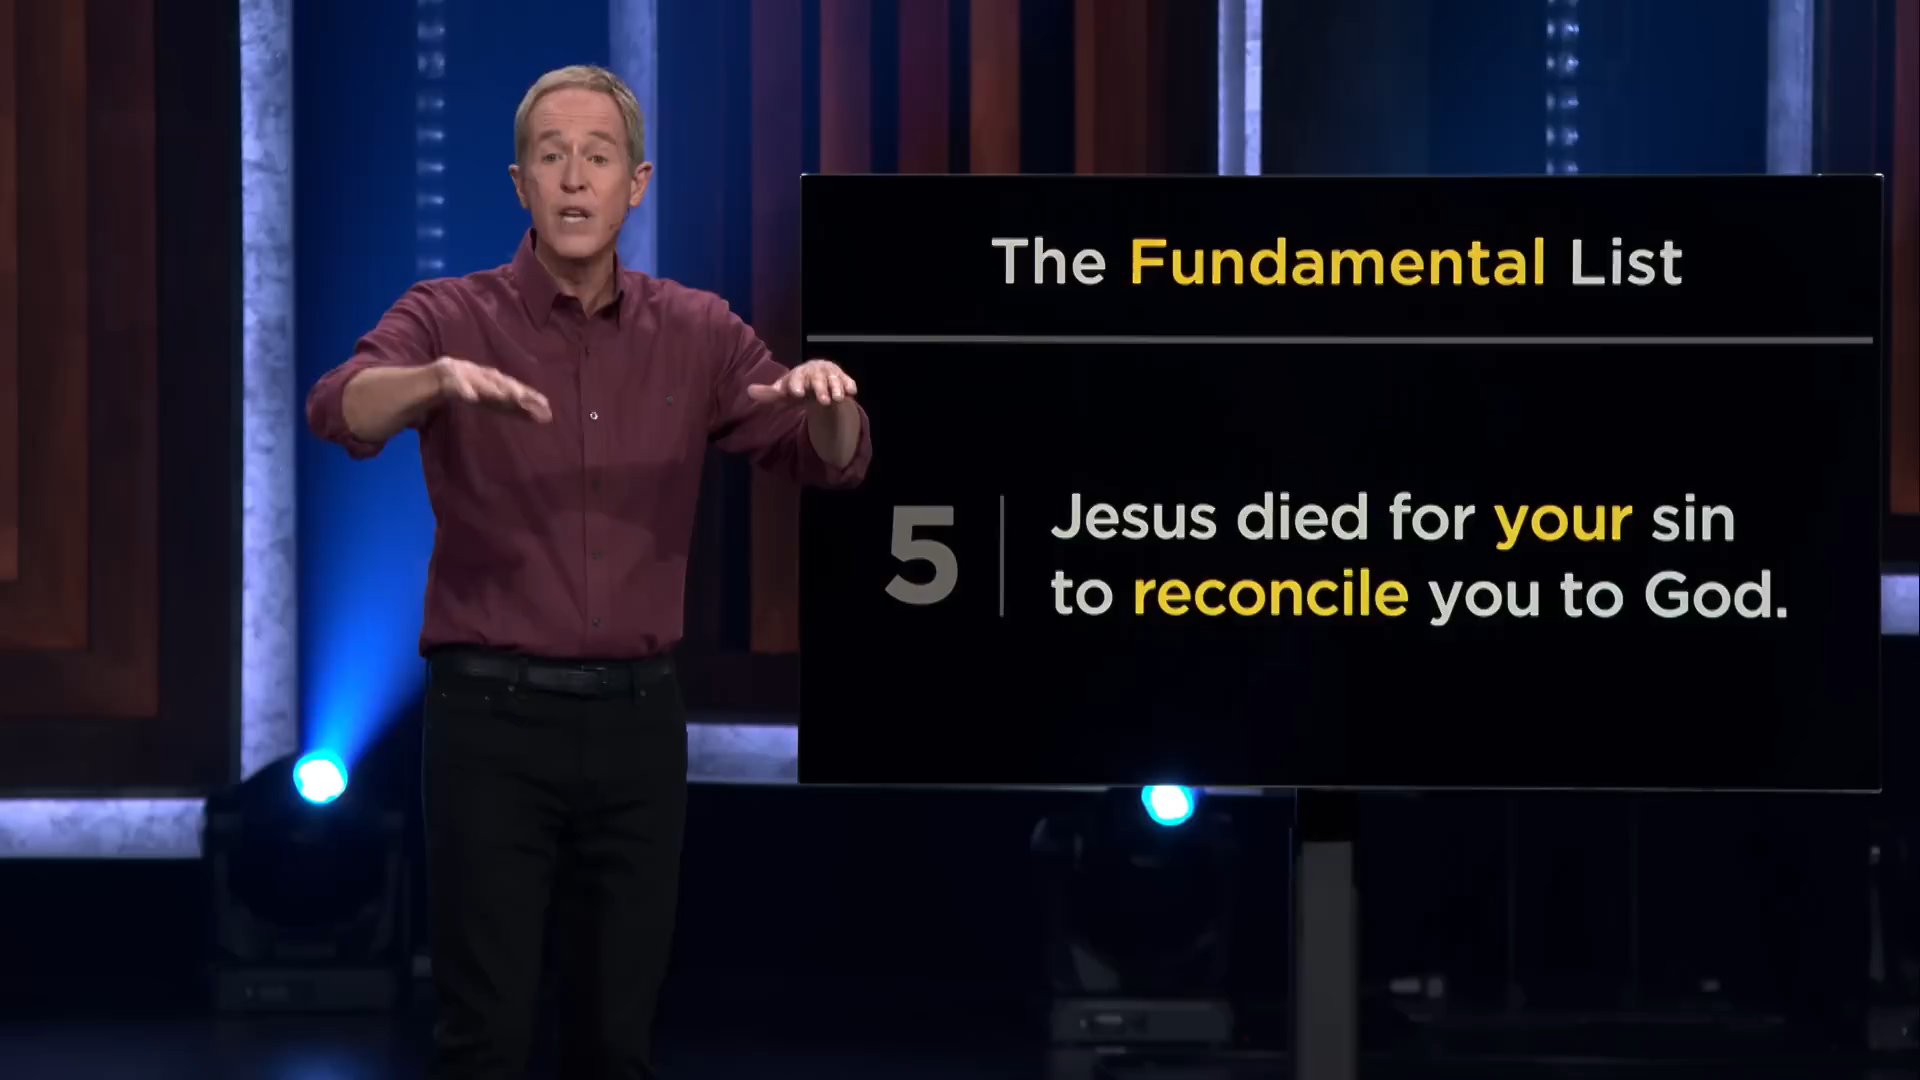 The Fundamental List
5
Jesus died for your sin
to reconcile you to God.